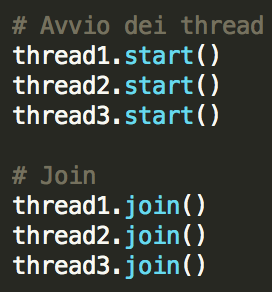 # Avvio dei thread
thread1.start()
thread2.start()
thread3.start()
# Join
thread1.join()
thread2.join()
thread3.join()